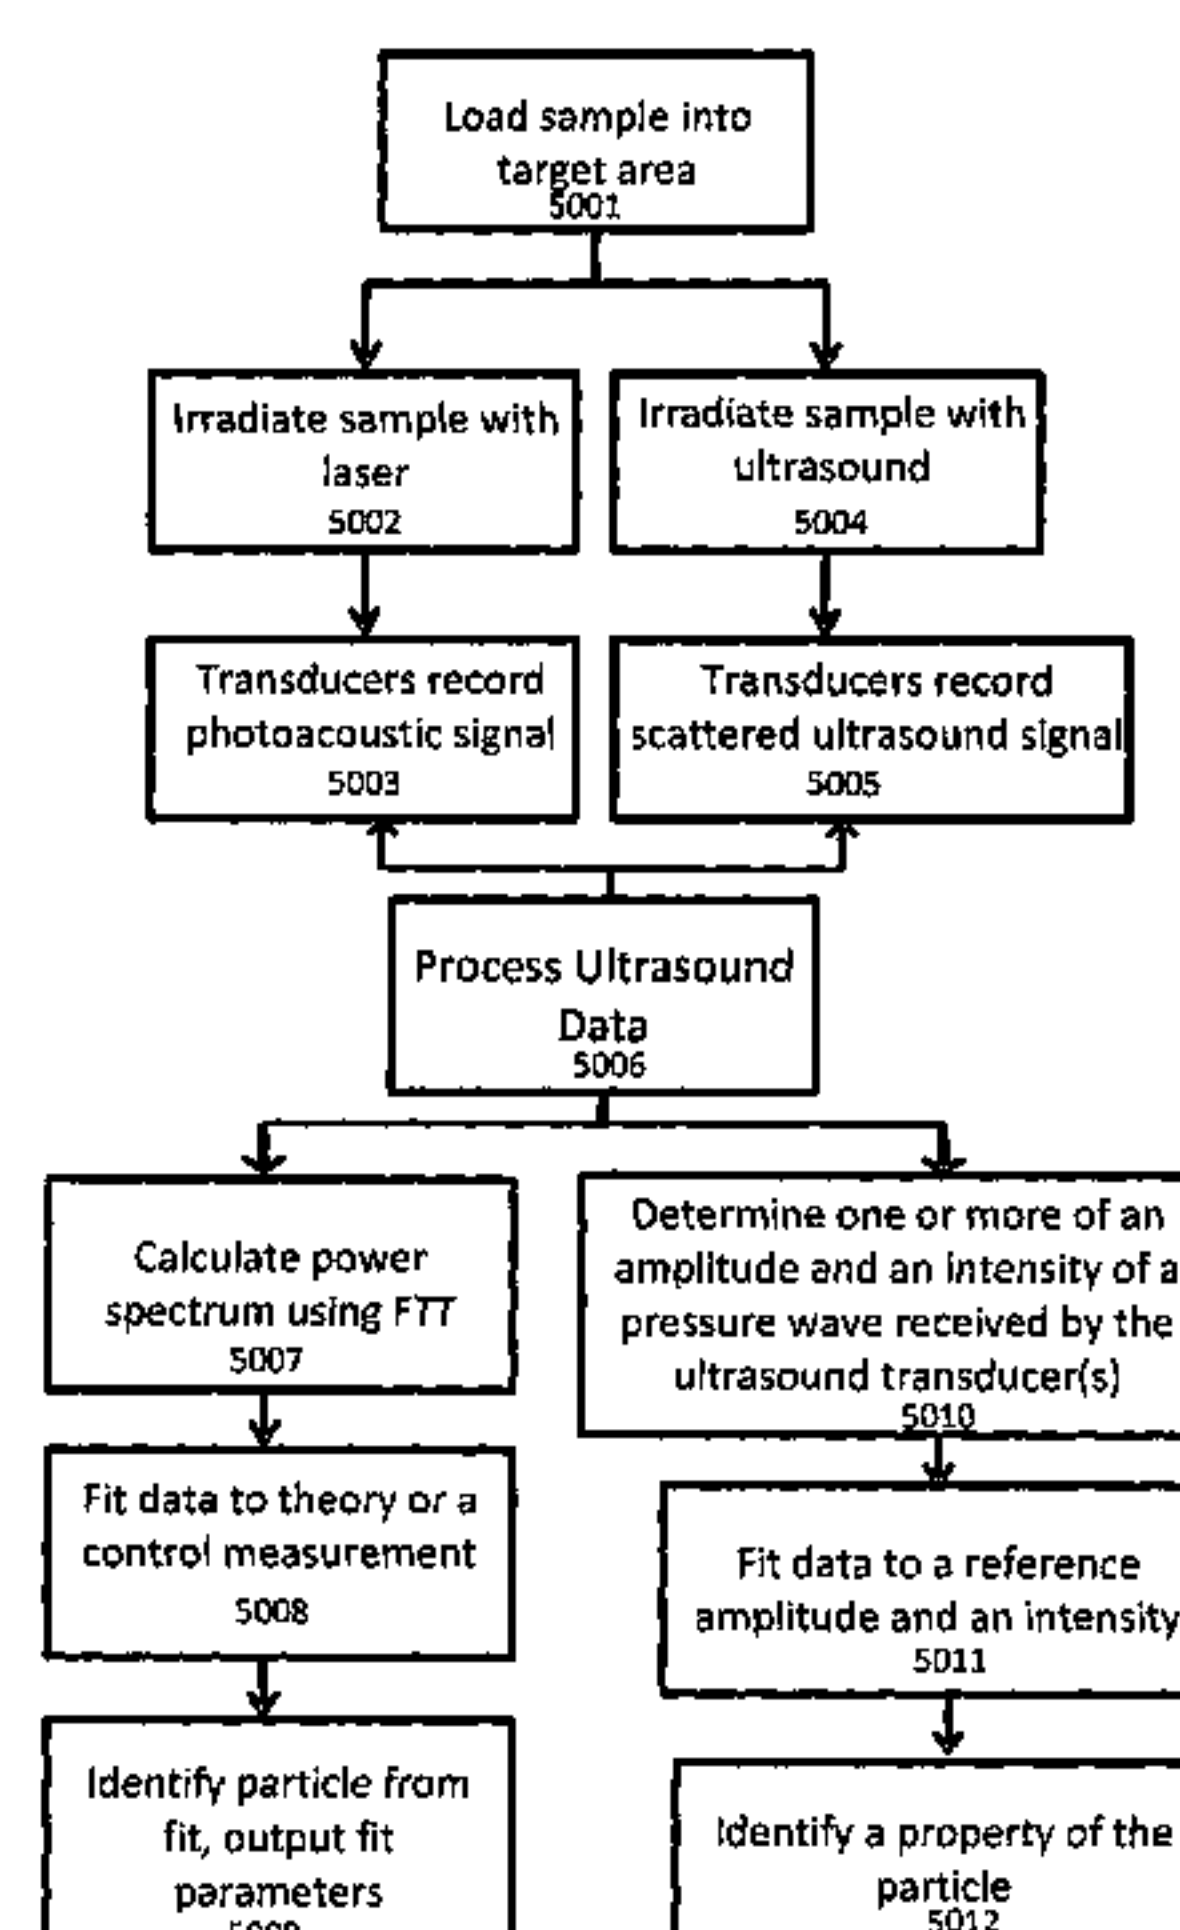 Load sample into
target area
5001
Irradiate sample with
laser
5002
Irradiate sample with
ultrasound
5004
Transducers record
photoacoustic signal
5003
Transducers record
scattered ultrasound signal
5005
Process Ultrasound
Data
5006
Calculate power
spectrum using FTT
5007
Determine one or more of an
amplitude and an intensity of a
pressure wave received by the
ultrasound transducer(s)
5010
Fit data to theory or a
control measurement
5008
Fit data to a reference
amplitude and an intensity
5011
Identify particle from
fit, output fit
parameters
Identify a property of the
particle
5012